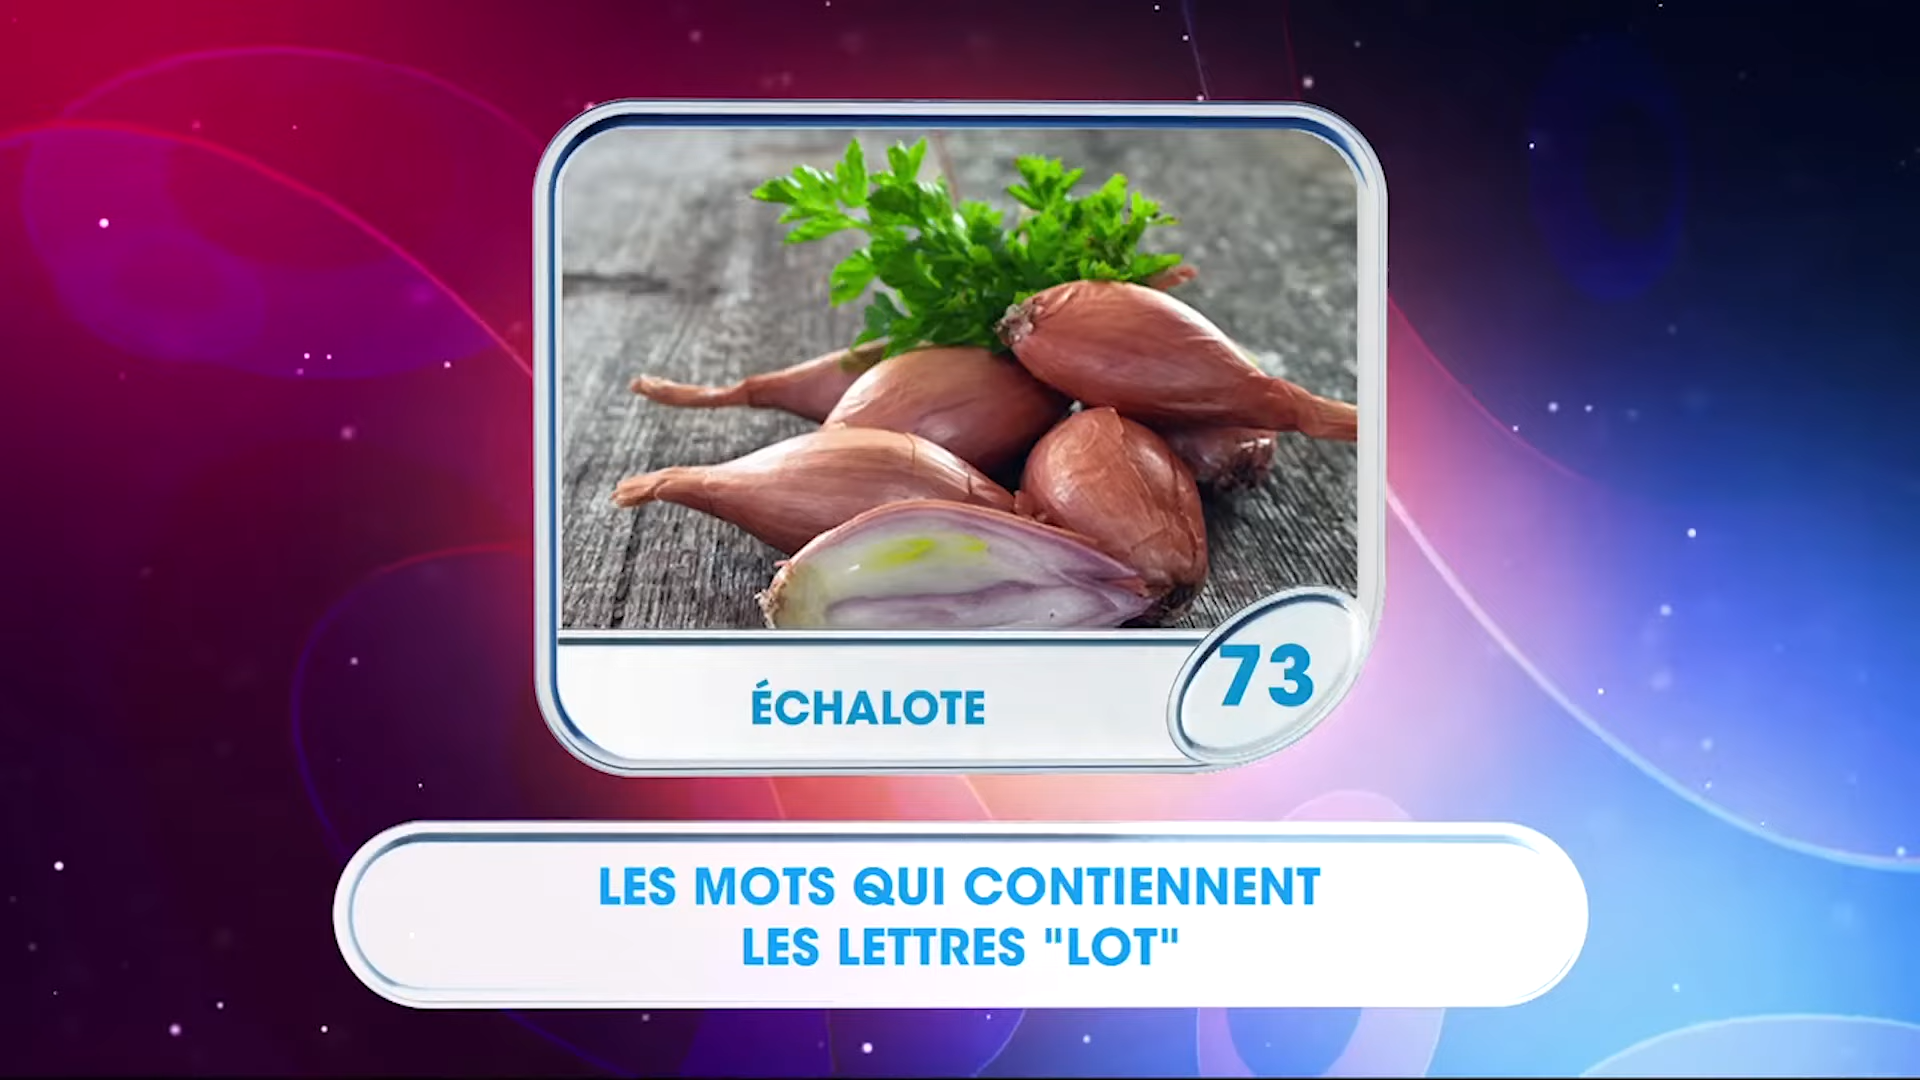 ÉCHALOTE
73
LES MOTS QUI CONTIENNENT
LES LETTRES "LOT"